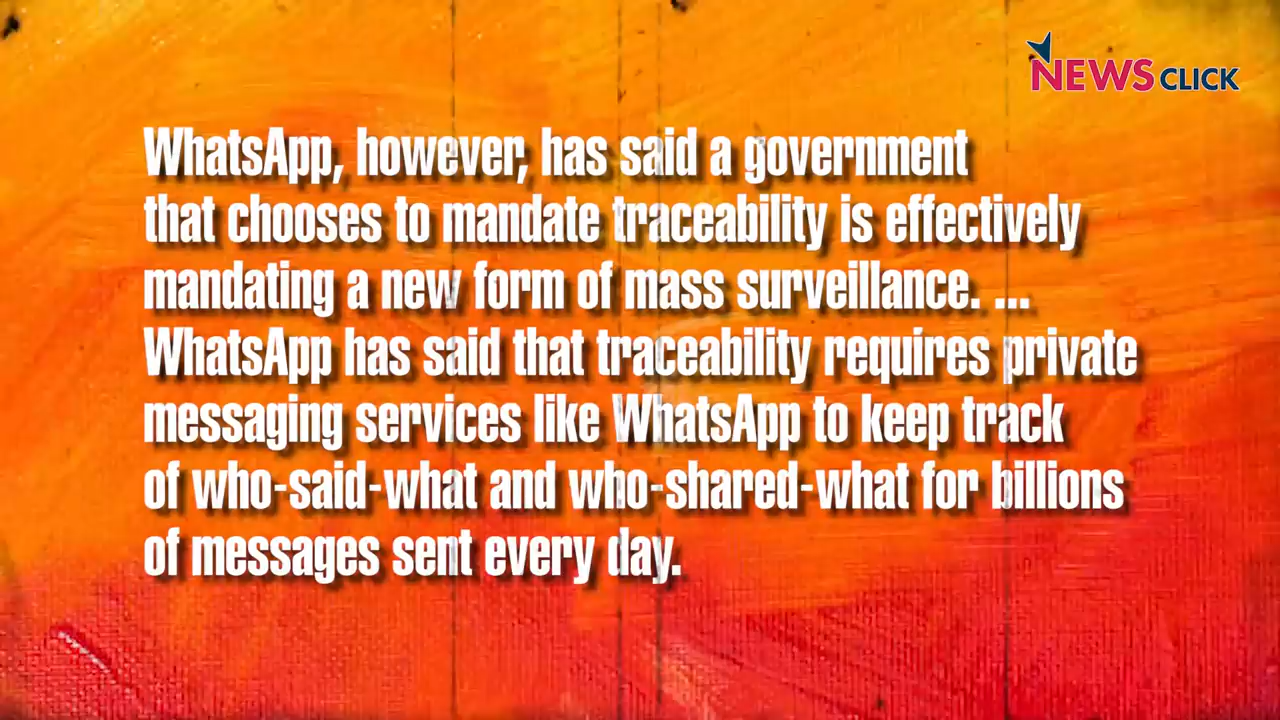 NEWS CLICK
WhatsApp, however, has said a government
that chooses to mandate traceability is effectively
mandating a new form of mass surveillance. ...
WhatsApp has said that traceability requires private
messaging services like WhatsApp to keep track
of who-said-what and who-shared-what for billions
of messages sent every day.